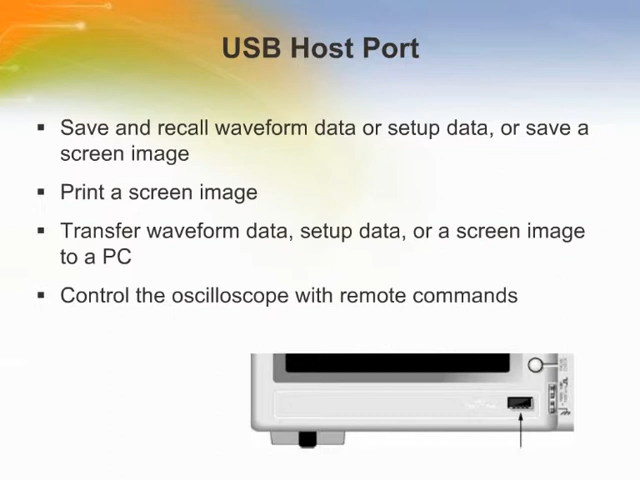 USB Host Port
▪ Save and recall waveform data or setup data, or save a
screen image
▪ Print a screen image
▪ Transfer waveform data, setup data, or a screen image
to a PC
▪ Control the oscilloscope with remote commands